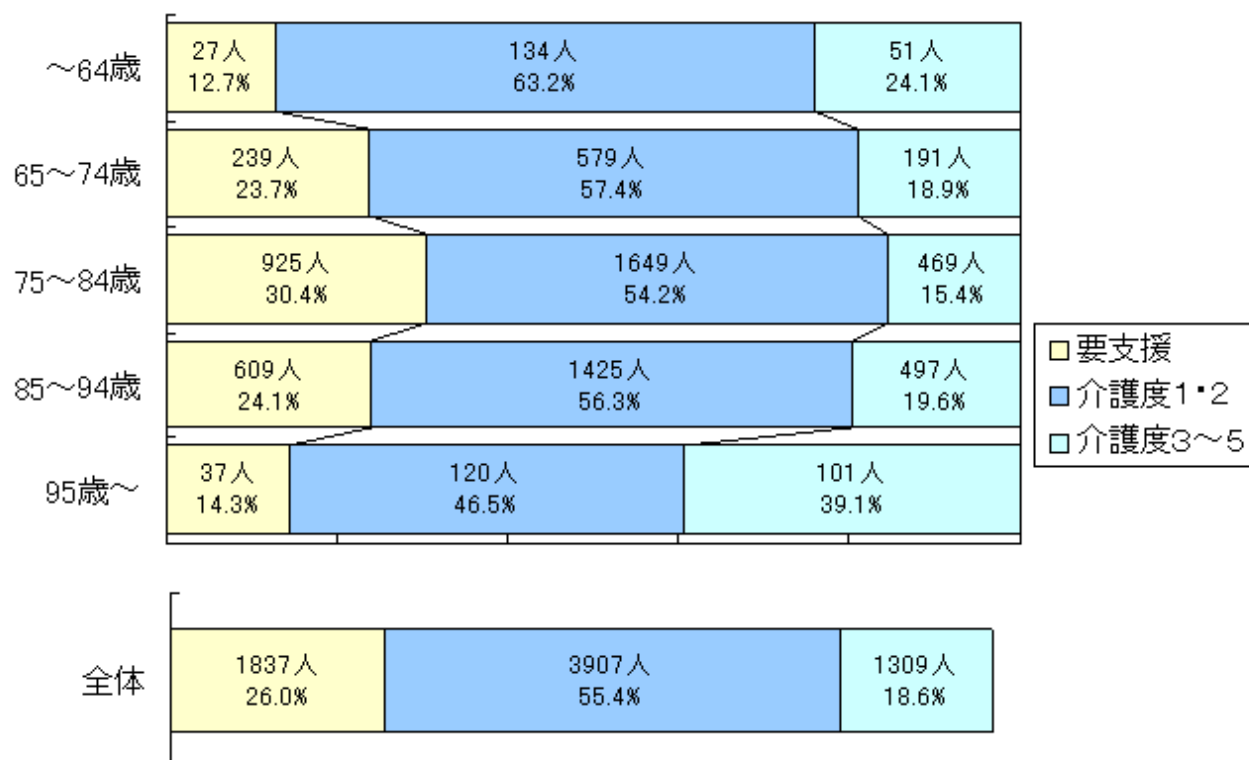 ～64歳
27人
134人
51人
12.7%
63.2%
24.1%
65～74歳
239人
579人
191人
23.7%
57.4%
18.9%
75～84歳
925人
1649人
469人
30.4%
54.2%
15.4%
85～94歳
609人
1425人
497人
24.1%
56.3%
19.6%
95歳～
37人
120人
101人
14.3%
46.5%
39.1%
要支援
介護度1・2
介護度3～5
全体
1837人
3907人
1309人
26.0%
55.4%
18.6%